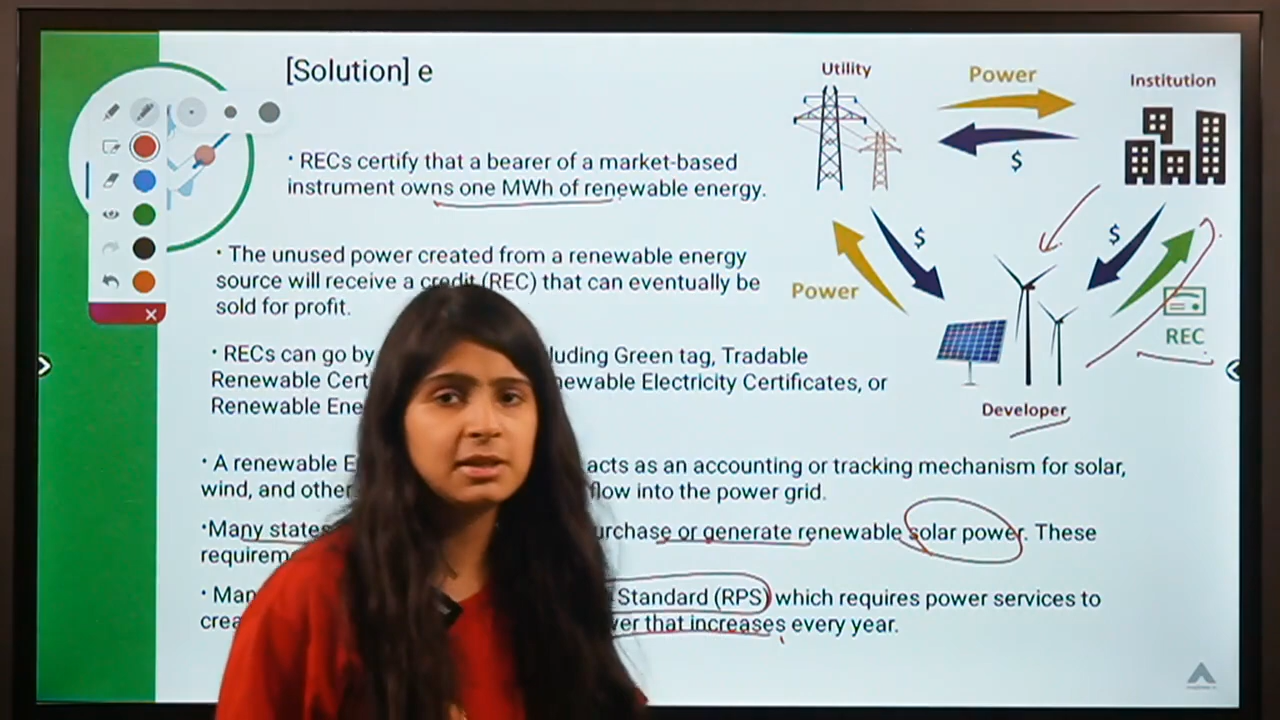 [Solution] e
• RECs certify that a bearer of a market-based
instrument owns one MWh of renewable energy.
• The unused power created from a renewable energy
source will receive a credit (REC) that can eventually be
sold for profit.
• RECs can go by luding Green tag, Tradable
Renewable Cert newable Electricity Certificates, or
Renewable Ene
• A renewable E acts as an accounting or tracking mechanism for solar,
wind, and other flow into the power grid.
•Many states urchase or generate renewable solar power. These
requirem
• Man Standard (RPS) which requires power services to
crea wer that increases every year.
Utility
Power
Institution
$
$
$
Power
REC
Developer